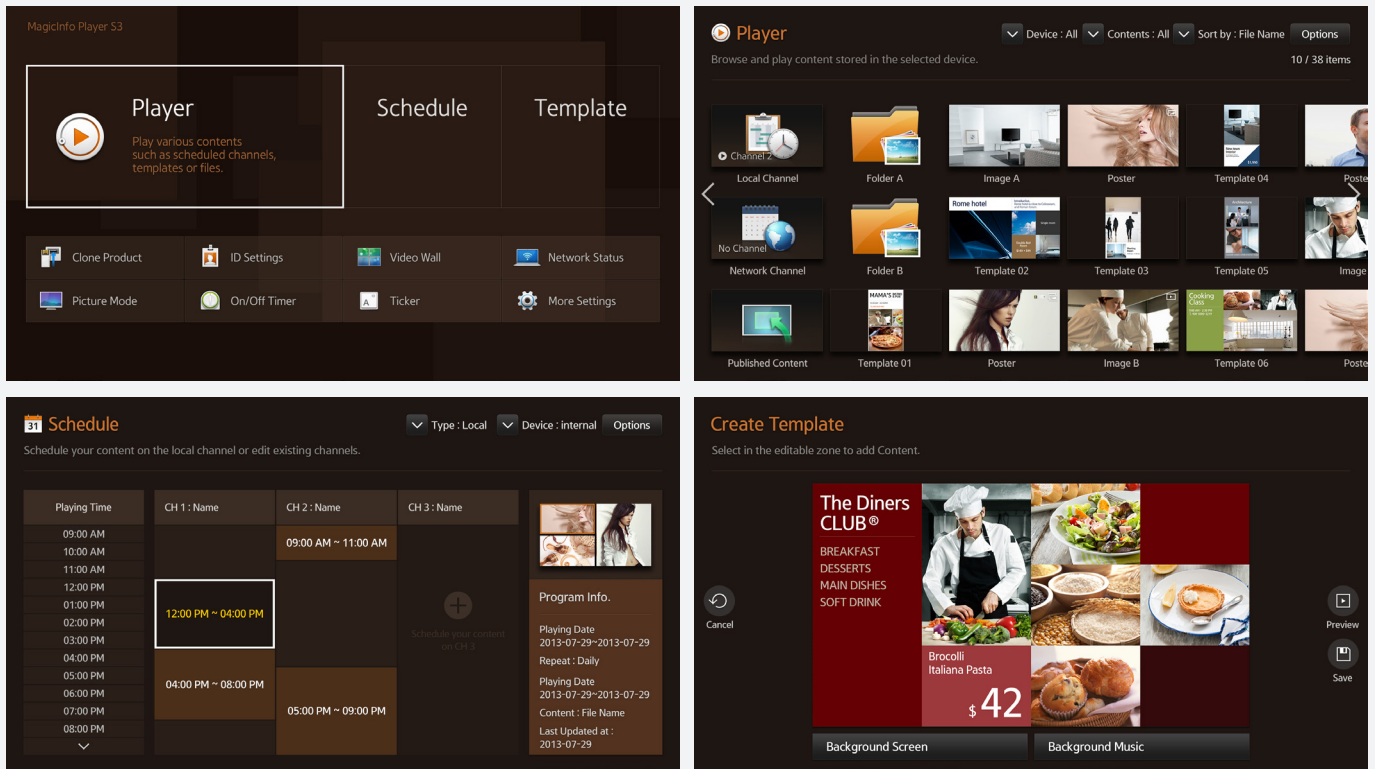 MagicInfo Player S3
Player
Play various contents
such as scheduled channels,
templates or files.
Schedule
Template
Clone Product
ID Settings
Video Wall
Network Status
Picture Mode
On/Off Timer
A
Ticker
More Settings
Player
Device : All
Contents : All
Sort by : File Name
Options
Browse and play content stored in the selected device.
10 / 38 items
Channel 2
Local Channel
Folder A
Image A
Poster
Template 04
Poste
No Channel
Network Channel
Folder B
Rome hotel
Template 02
Template 03
Architecture
Template 05
Image
Published Content
MAMA'S
Template 01
Poster
Image B
Cooking
Class
Template 06
Poste
31
Schedule
Type : Local
Device : internal
Options
Schedule your content on the local channel or edit existing channels.
Playing Time
CH 1 : Name
CH 2 : Name
CH 3 : Name
09:00 AM
10:00 AM
11:00 AM
12:00 PM
01:00 PM
02:00 PM
03:00 PM
04:00 PM
05:00 PM
06:00 PM
07:00 PM
08:00 PM
12:00 PM ~ 04:00 PM
04:00 PM ~ 08:00 PM
09:00 AM ~ 11:00 AM
05:00 PM ~ 09:00 PM
Schedule your content
on CH 3
Program Info.
Playing Date
2013-07-29~2013-07-29
Repeat : Daily
Playing Date
2013-07-29~2013-07-29
Content : File Name
Last Updated at :
2013-07-29
Create Template
Select in the editable zone to add Content.
The Diners
CLUB®
BREAKFAST
DESSERTS
MAIN DISHES
SOFT DRINK
Brocolli
Italiana Pasta
$ 42
Cancel
Preview
Save
Background Screen
Background Music